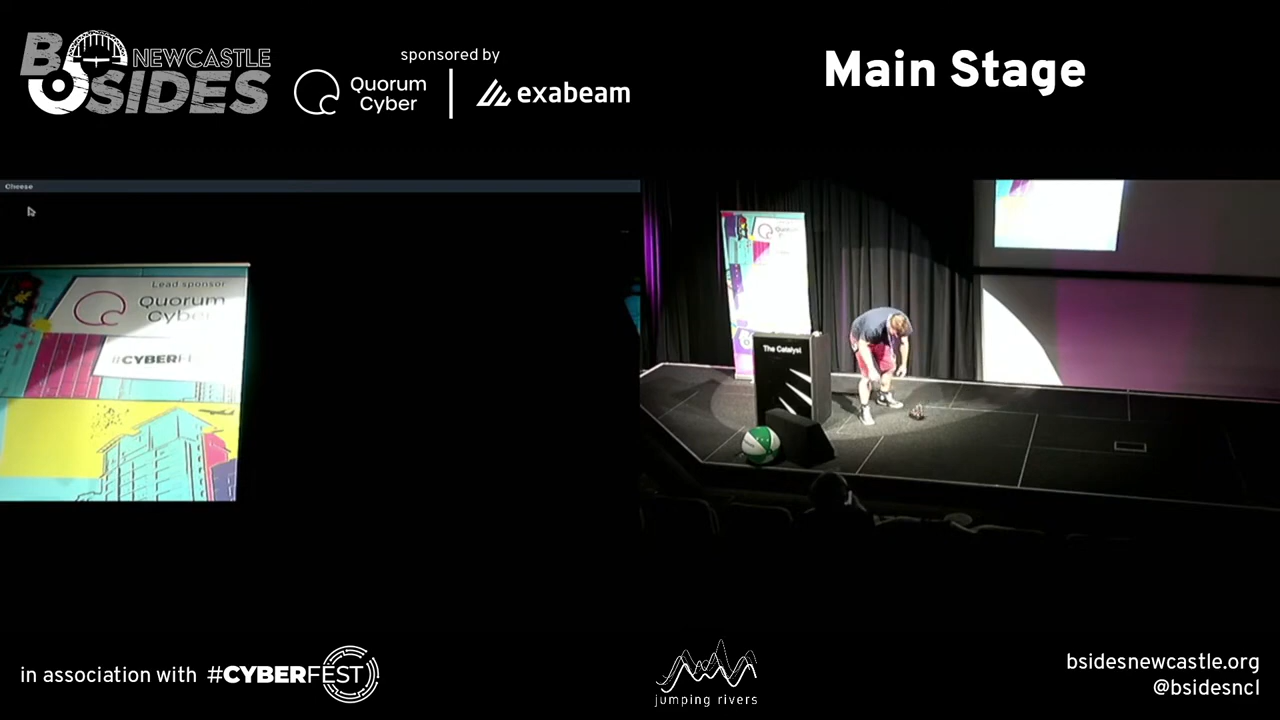 BSIDES
NEWCASTLE
sponsored by
Quorum
Cyber
exabeam
Main Stage
Cheese
Lead sponsor
Quorum
Cyber
#CYBERF
The Catalyst
in association with #CYBERFEST
jumping rivers
bsidesnewcastle.org
@bsidesncl